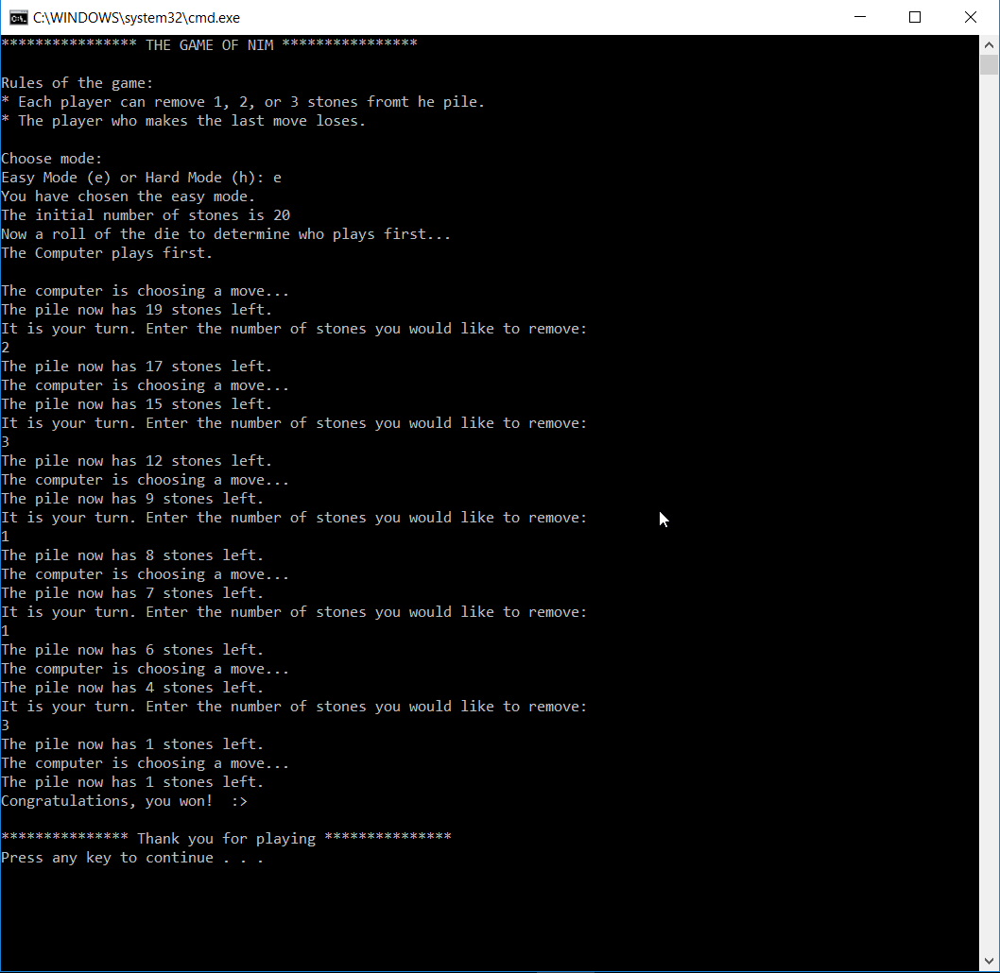 C:\WINDOWS\system32\cmd.exe
**************** THE GAME OF NIM ****************
Rules of the game:
* Each player can remove 1, 2, or 3 stones fromt he pile.
* The player who makes the last move loses.
Choose mode:
Easy Mode (e) or Hard Mode (h): e
You have chosen the easy mode.
The initial number of stones is 20
Now a roll of the die to determine who plays first...
The Computer plays first.
The computer is choosing a move...
The pile now has 19 stones left.
It is your turn. Enter the number of stones you would like to remove:
2
The pile now has 17 stones left.
The computer is choosing a move...
The pile now has 15 stones left.
It is your turn. Enter the number of stones you would like to remove:
3
The pile now has 12 stones left.
The computer is choosing a move...
The pile now has 9 stones left.
It is your turn. Enter the number of stones you would like to remove:
1
The pile now has 8 stones left.
The computer is choosing a move...
The pile now has 7 stones left.
It is your turn. Enter the number of stones you would like to remove:
1
The pile now has 6 stones left.
The computer is choosing a move...
The pile now has 4 stones left.
It is your turn. Enter the number of stones you would like to remove:
3
The pile now has 1 stones left.
The computer is choosing a move...
The pile now has 1 stones left.
Congratulations, you won!  :>
*************** Thank you for playing ***************
Press any key to continue . . .